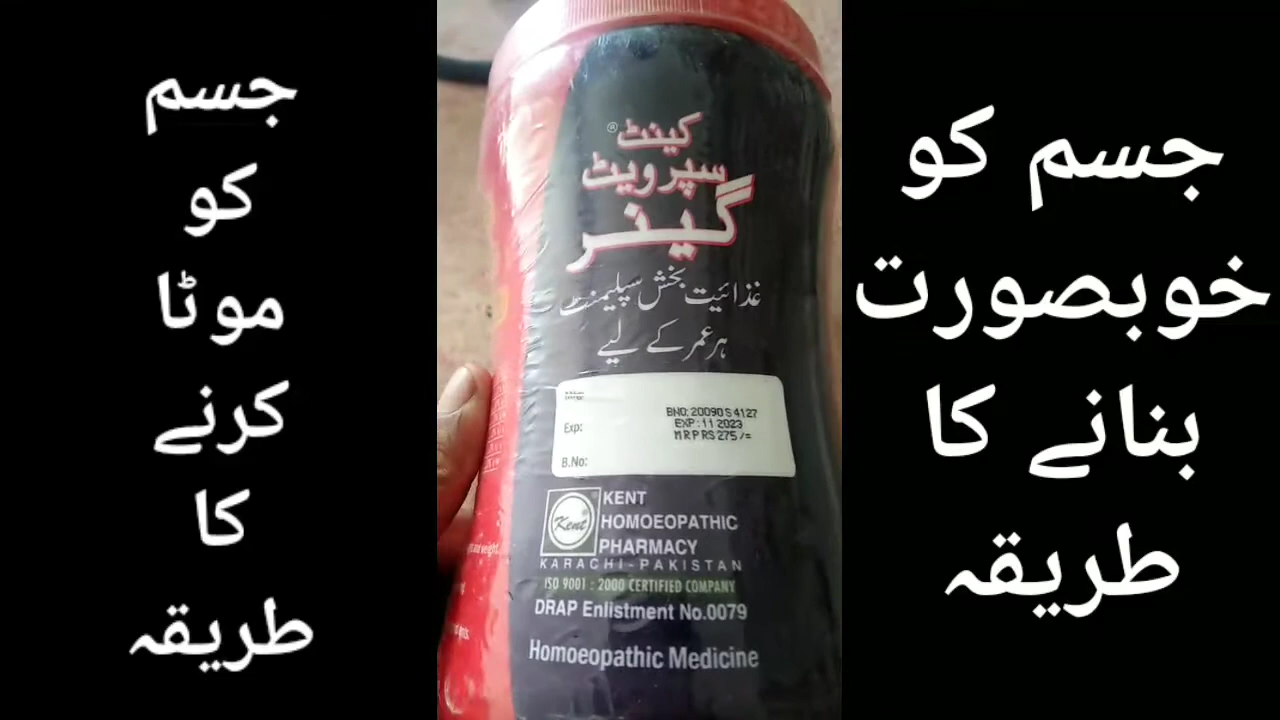 جسم
کو
موٹا
کرنے
کا
طریقہ
کینٹ®
سپرویٹ
گینر
غذائیت بخش سپلیمنٹ
ہر عمر کے لیے
BNO:20090S4127
Exp:
EXP:11 2023
MRP RS 275/=
B.No:
Kent®
KENT
HOMOEOPATHIC
PHARMACY
KARACHI-PAKISTAN
ISO 9001 : 2000 CERTIFIED COMPANY
DRAP Enlistment No.0079
Homoeopathic Medicine
جسم کو
خوبصورت
بنانے کا
طریقہ